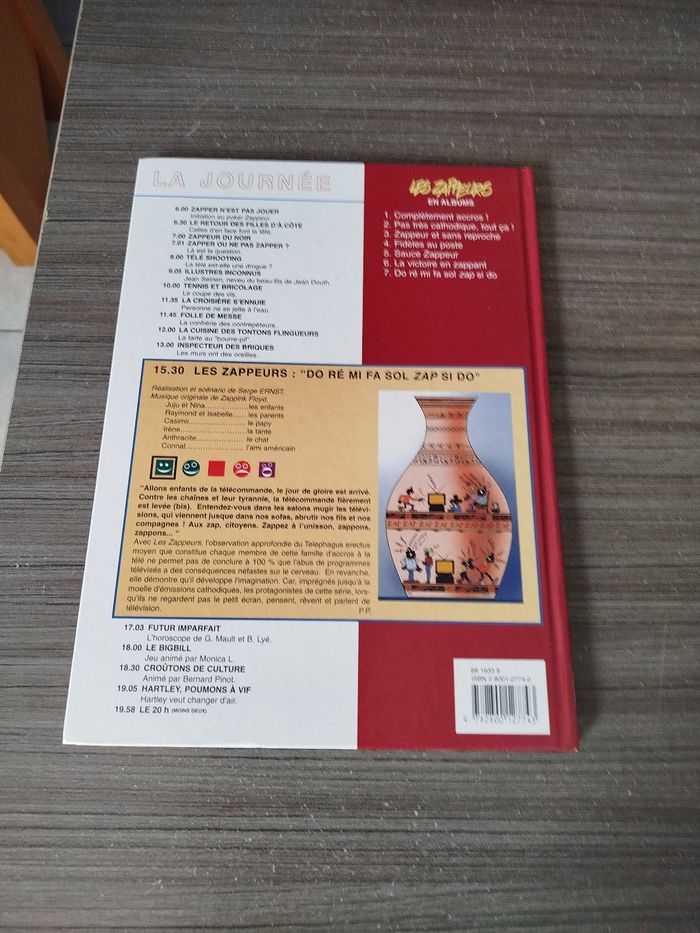 LA JOURNÉE
6.00 ZAPPER N'EST PAS JOUER
Initiation au poker Zappeur.
6.30 LE RETOUR DES FILLES D'À CÔTÉ
Celles d'en face font la tête.
7.00 ZAPPEUR DU NOIR
7.01 ZAPPER OU NE PAS ZAPPER ?
Là est la question.
8.00 TÉLÉ SHOOTING
La télé est-elle une drogue ?
9.05 ILLUSTRES INCONNUS
Jean Seinien, neveu du beau-fils de Jean Douth.
10.00 TENNIS ET BRICOLAGE
Le coupe des vis.
11.35 LA CROISIÈRE S'ENNUIE
Personne ne se jette à l'eau.
11.45 FOLLE DE MESSE
La confrérie des contrepèteurs.
12.00 LA CUISINE DES TONTONS FLINGUEURS
La tarte au "bourre-pif".
13.00 INSPECTEUR DES BRIQUES
Les murs ont des oreilles.
LES ZAPPEURS
EN ALBUMS
1. Complètement accros !
2. Pas très cathodique, tout ça !
3. Zappeur et sans reproche
4. Fidèles au poste
5. Sauce Zappeur
6. La victoire en zappant
7. Do ré mi fa sol zap si do
15.30 LES ZAPPEURS : "DO RÉ MI FA SOL ZAP SI DO"
Réalisation et scénario de Serge ERNST.
Musique originale de Zappink Floyd.
Juju et Nina....................les enfants
Raymond et Isabelle...... les parents
Casimir.......................... le papy
Irène.............................. la tante
Anthracite...................... le chat
Connal........................... l'ami américain
"Allons enfants de la télécommande, le jour de gloire est arrivé.
Contre les chaînes et leur tyrannie, la télécommande fièrement
est levée (bis). Entendez-vous dans les salons mugir les télévi-
sions, qui viennent jusque dans nos sofas, abrutir nos fils et nos
compagnes ! Aux zap, citoyens. Zappez à l'unisson, zappons,
zappons... "
Avec Les Zappeurs, l'observation approfondie du Telephagus erectus
moyen que constitue chaque membre de cette famille d'accros à la
télé ne permet pas de conclure à 100 % que l'abus de programmes
télévisés a des conséquences néfastes sur le cerveau. En revanche,
elle démontre qu'il développe l'imagination. Car, imprégnés jusqu'à la
moelle d'émissions cathodiques, les protagonistes de cette série, lors-
qu'ils ne regardent pas le petit écran, pensent, rêvent et parlent de
télévision.
P.P.
ZAP ZAP ZAP ZAP ZAP
17.03 FUTUR IMPARFAIT
L'horoscope de G. Mault et B. Lyé.
18.00 LE BIGBILL
Jeu animé par Monica L.
18.30 CROÛTONS DE CULTURE
Animé par Bernard Pinot.
19.05 HARTLEY, POUMONS À VIF
Hartley veut changer d'air.
19.58 LE 20 h (MOINS DEUX)
68.1633.8
ISBN 2-8001-2774-0
9 782800 127743